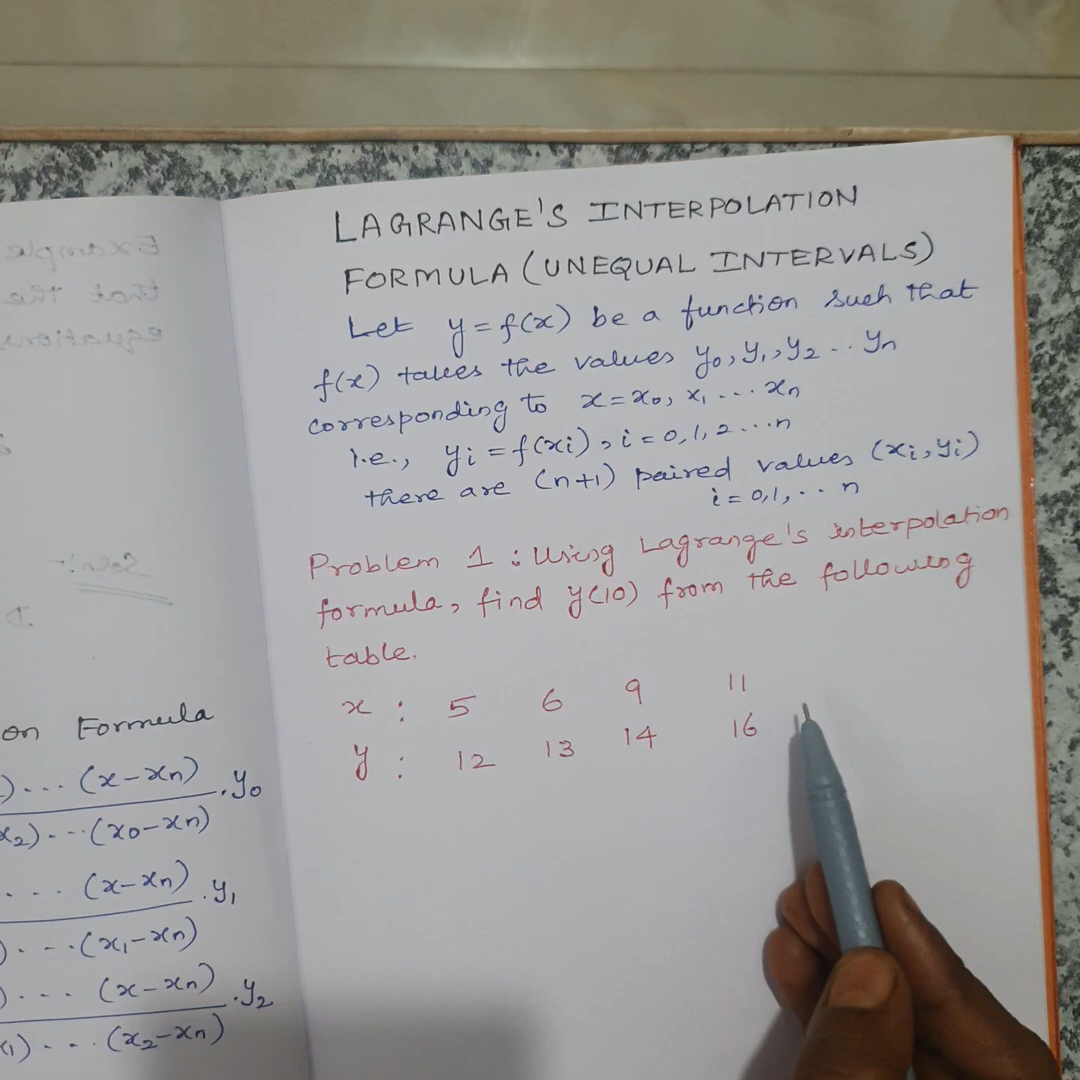 LAGRANGE'S INTERPOLATION
FORMULA (UNEQUAL INTERVALS)
Let y = f(x) be a function such that
f(x) takes the values y₀, y₁, y₂ .. yₙ
corresponding to x = x₀, x₁ ... xₙ
i.e., yᵢ = f(xᵢ), i = 0, 1, 2 ... n
there are (n+1) paired values (xᵢ, yᵢ)
i = 0, 1, .. n
Problem 1 : Using Lagrange's interpolation
formula, find y(10) from the following
table.
x : 5 6 9 11
y : 12 13 14 16
on Formula
) ... (x-xₙ) .y₀
x₂) ... (x₀-xₙ)
... (x-xₙ) .y₁
) ... (x₁-xₙ)
) ... (x-xₙ) .y₂
x₁) ... (x₂-xₙ)